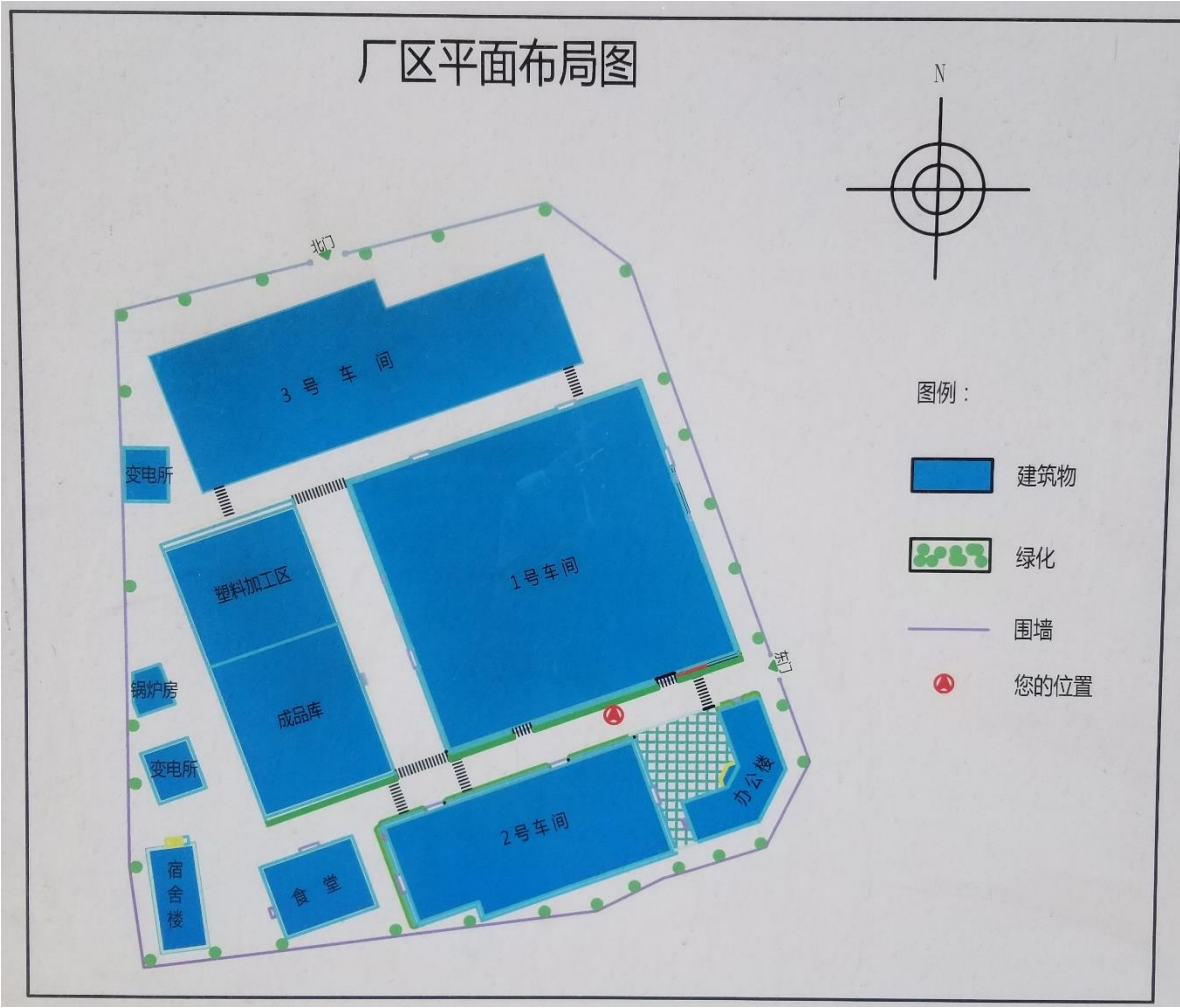 厂区平面布局图
N
北门
3号车间
变电所
图例：
建筑物
塑料加工区
1号车间
绿化
围墙
东门
锅炉房
您的位置
成品库
变电所
办公楼
2号车间
宿舍楼
食堂